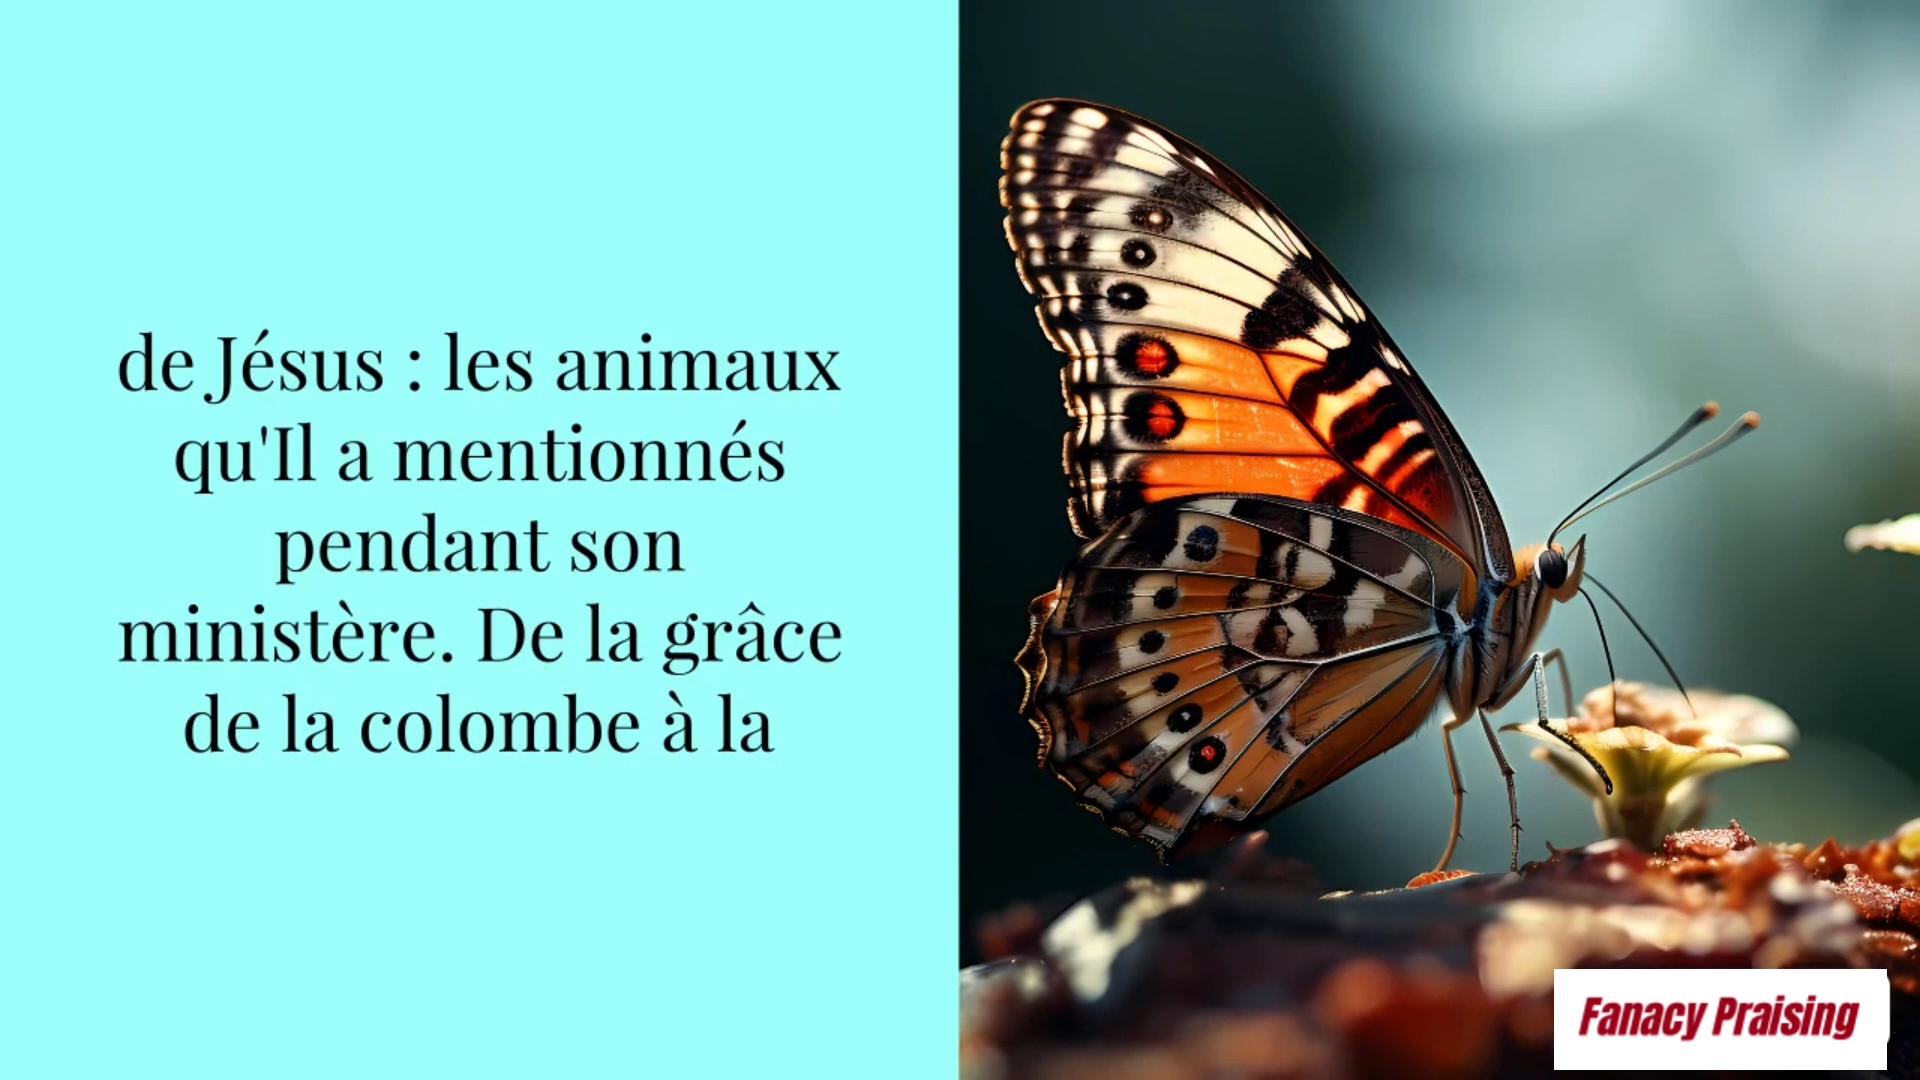 de Jésus : les animaux
qu'Il a mentionnés
pendant son
ministère. De la grâce
de la colombe à la
Fanacy Praising